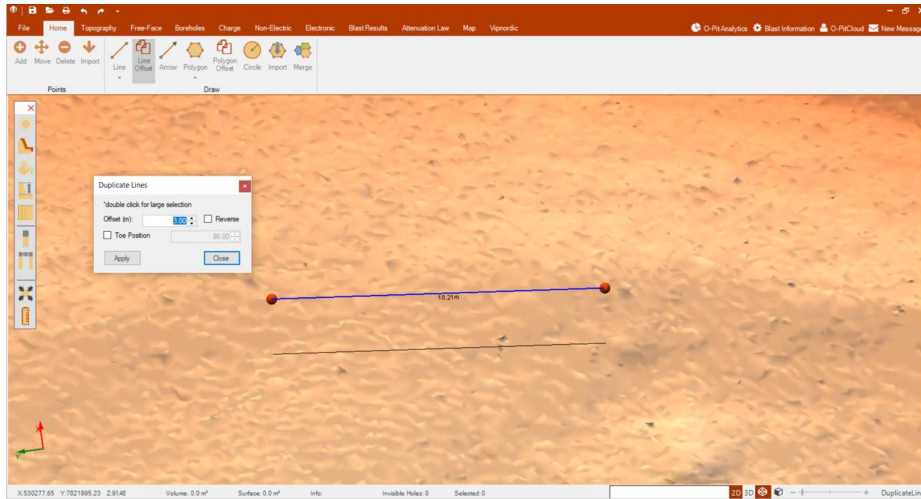 File Home Topography Free-Face Boreholes Charge Non-Electric Electronic Blast Results Attenuation Law Map Vipnordic O-PitAnalytics Blast Information O-PitCloud New Message
Add Move Delete Import Line Line Offset Arrow Polygon Polygon Offset Circle Import Merge
Points Draw
Duplicate Lines
*double click for large selection
Offset (m): 3.00 Reverse
Toe Position 86.00
Apply Close
18.21m
X
Y
X:530277,65 Y:7821995,23 Z:91,46 Volume: 0.0 m³ Surface: 0.0 m² Info: Invisible Holes: 0 Selected: 0 2D 3D DuplicateLin